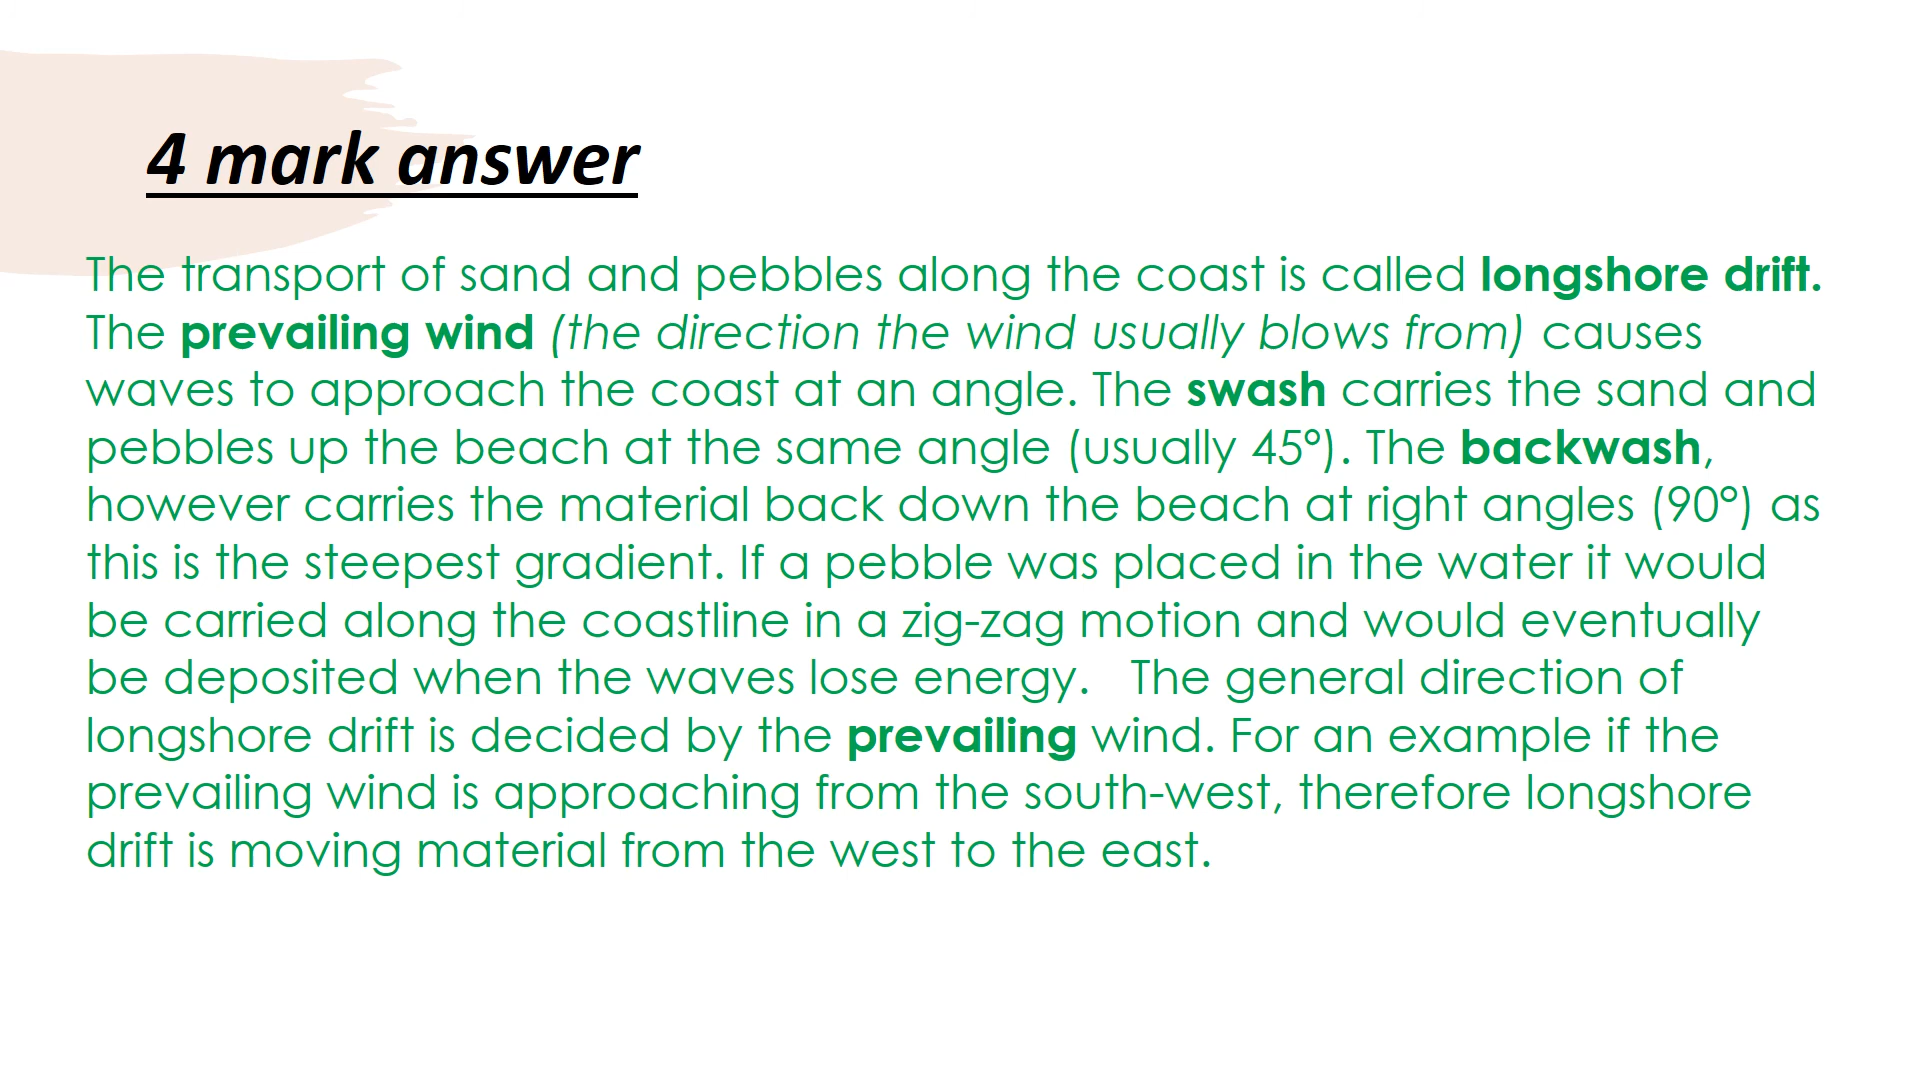 4 mark answer
The transport of sand and pebbles along the coast is called longshore drift.
The prevailing wind (the direction the wind usually blows from) causes
waves to approach the coast at an angle. The swash carries the sand and
pebbles up the beach at the same angle (usually 45°). The backwash,
however carries the material back down the beach at right angles (90°) as
this is the steepest gradient. If a pebble was placed in the water it would
be carried along the coastline in a zig-zag motion and would eventually
be deposited when the waves lose energy.   The general direction of
longshore drift is decided by the prevailing wind. For an example if the
prevailing wind is approaching from the south-west, therefore longshore
drift is moving material from the west to the east.